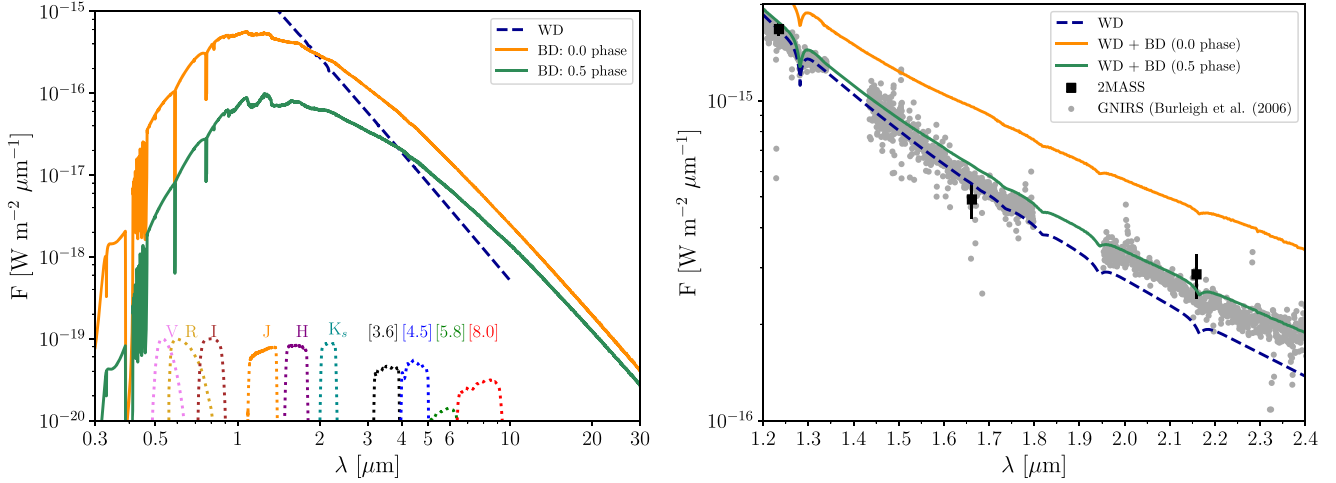 WD
BD: 0.0 phase
BD: 0.5 phase
F [W m⁻² μm⁻¹]
10⁻¹⁵
10⁻¹⁶
10⁻¹⁷
10⁻¹⁸
10⁻¹⁹
10⁻²⁰
V R I J H Kₛ [3.6] [4.5] [5.8] [8.0]
0.3 0.5 1 2 3 4 5 6 10 20 30
λ [μm]
WD
WD + BD (0.0 phase)
WD + BD (0.5 phase)
2MASS
GNIRS (Burleigh et al. (2006)
F [W m⁻² μm⁻¹]
10⁻¹⁵
10⁻¹⁶
1.2 1.3 1.4 1.5 1.6 1.7 1.8 1.9 2.0 2.1 2.2 2.3 2.4
λ [μm]